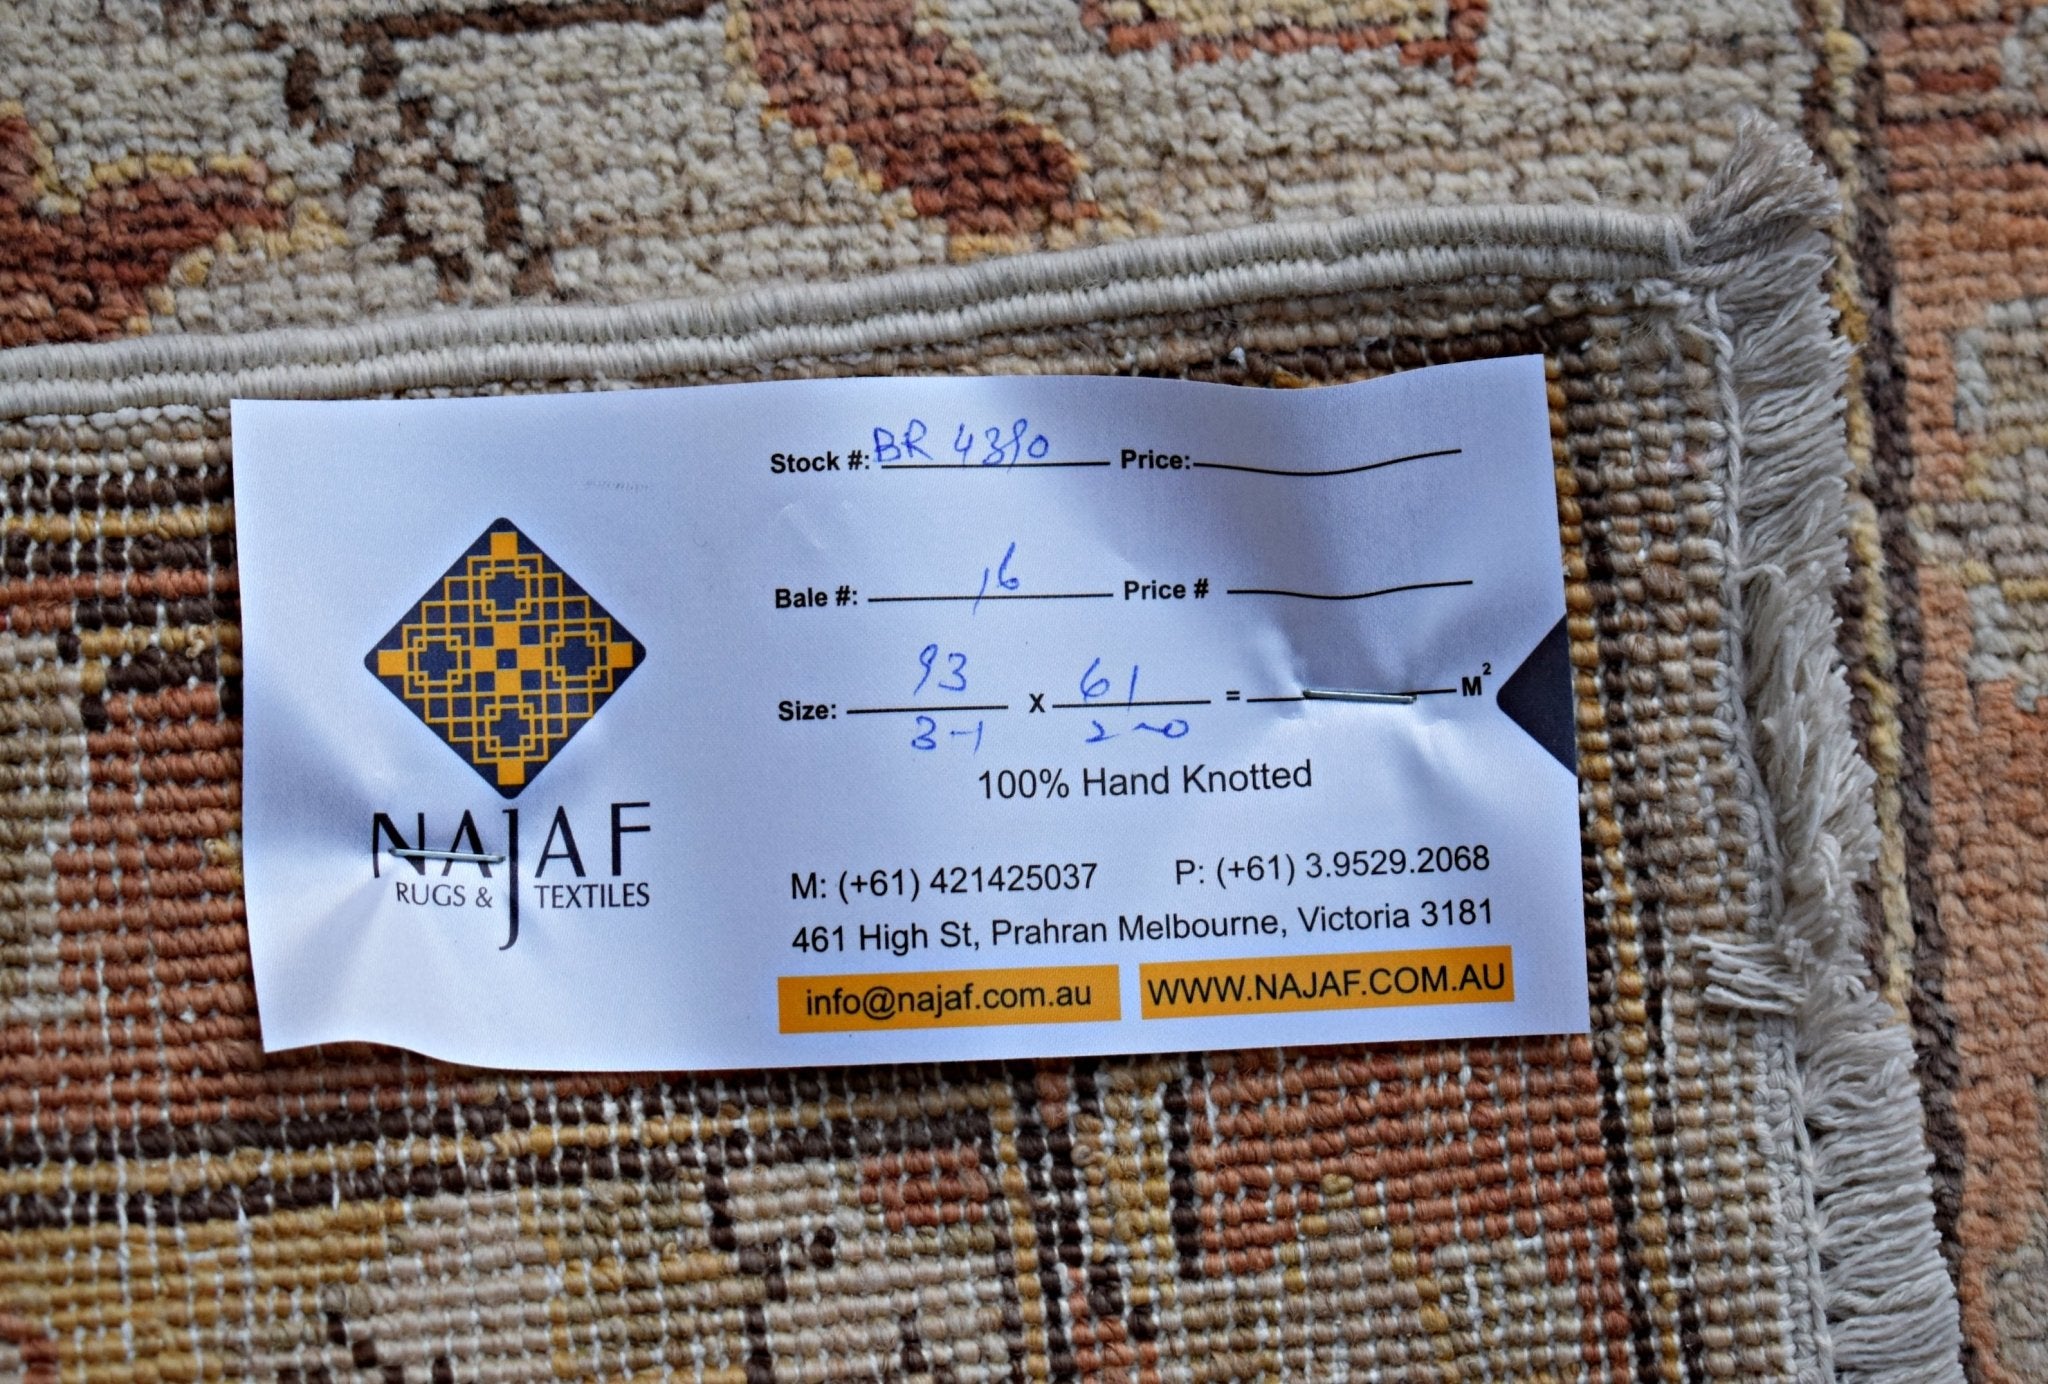 Stock #: BR 4390 Price:
Bale #: 16 Price #
Size: 93 x 61 = M²
3-1 2-0
100% Hand Knotted
NAJAF
RUGS & TEXTILES
M: (+61) 421425037 P: (+61) 3.9529.2068
461 High St, Prahran Melbourne, Victoria 3181
info@najaf.com.au WWW.NAJAF.COM.AU